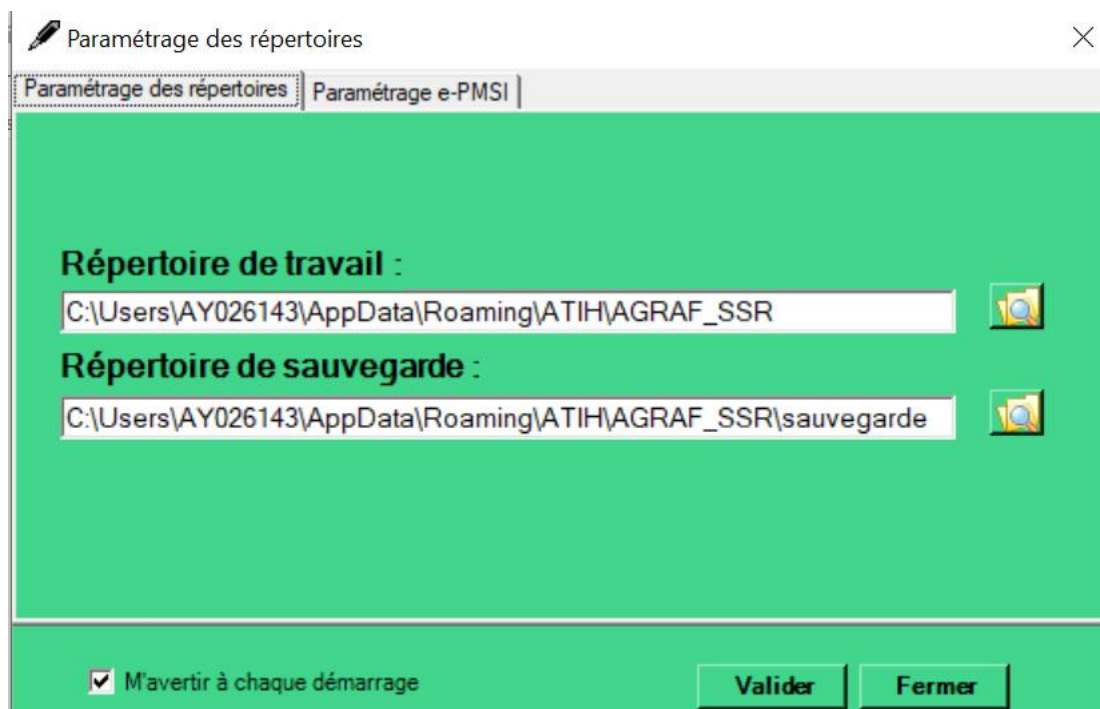 Paramétrage des répertoires
Paramétrage des répertoires Paramétrage e-PMSI
Répertoire de travail :
C:\Users\AY026143\AppData\Roaming\ATIH\AGRAF_SSR
Répertoire de sauvegarde :
C:\Users\AY026143\AppData\Roaming\ATIH\AGRAF_SSR\sauvegarde
M'avertir à chaque démarrage Valider Fermer